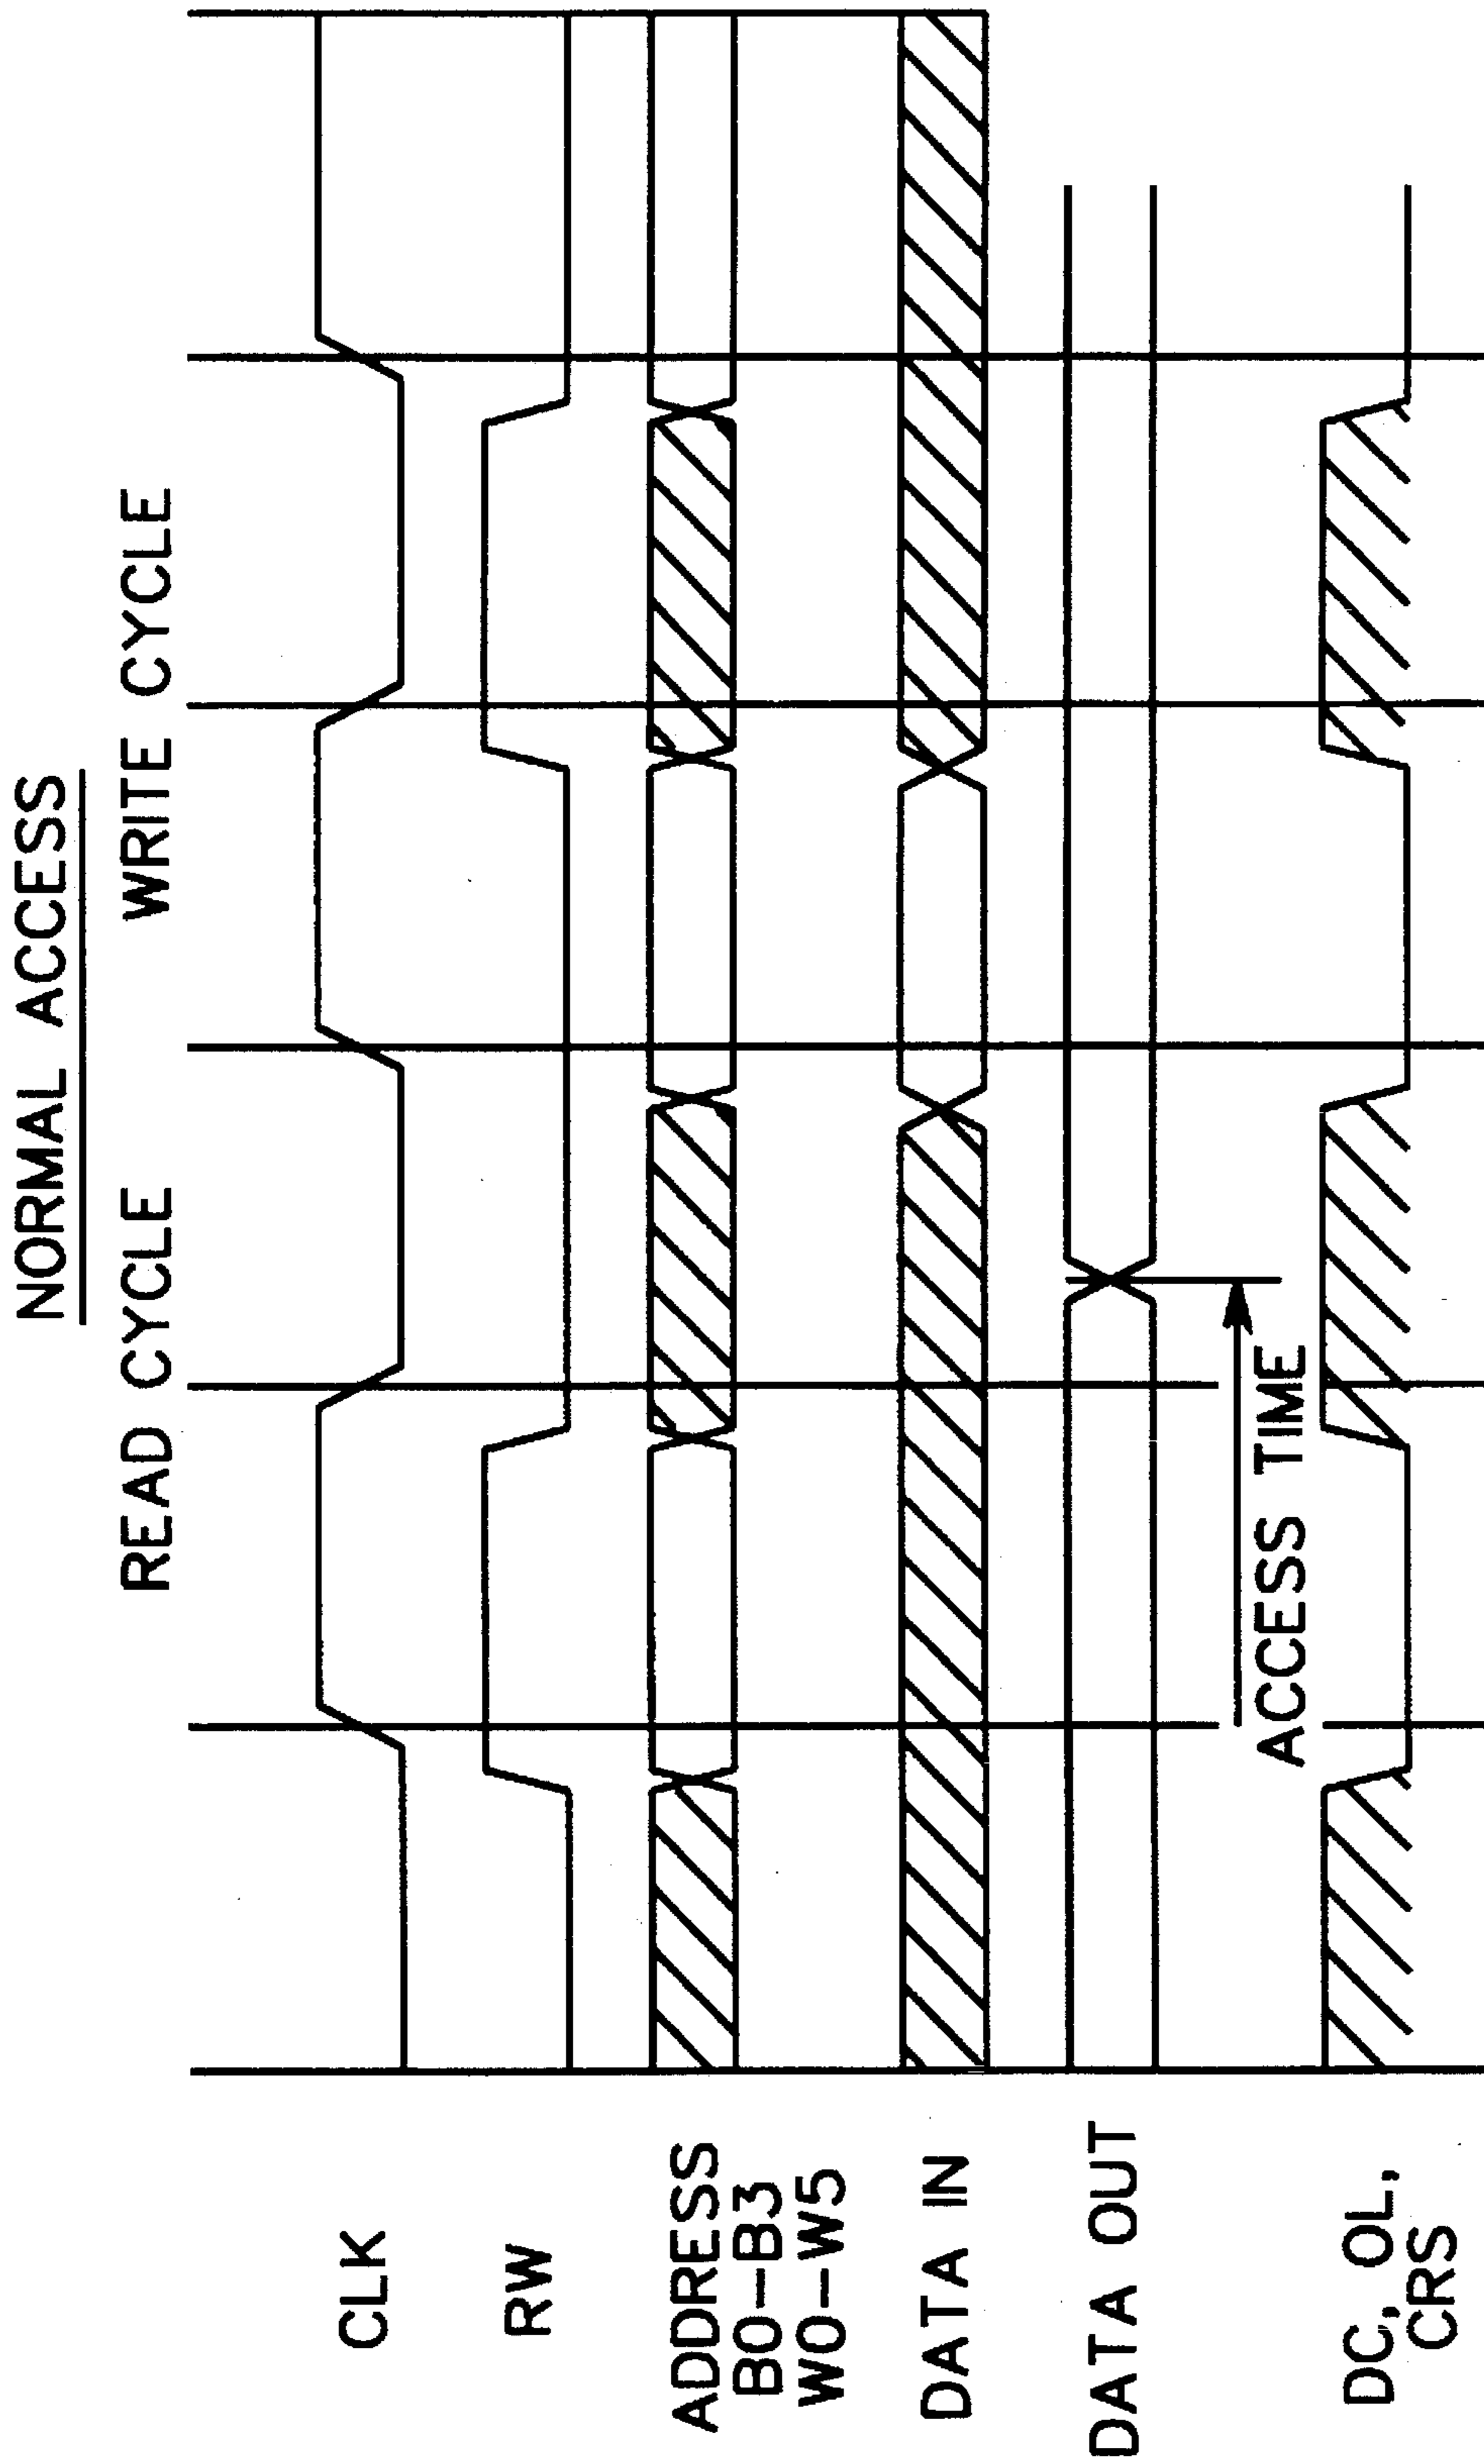 NORMAL ACCESS
READ CYCLE
WRITE CYCLE
CLK
RW
ADDRESS
B0-B3
W0-W5
DATA IN
DATA OUT
ACCESS TIME
DC, OL,
CRS